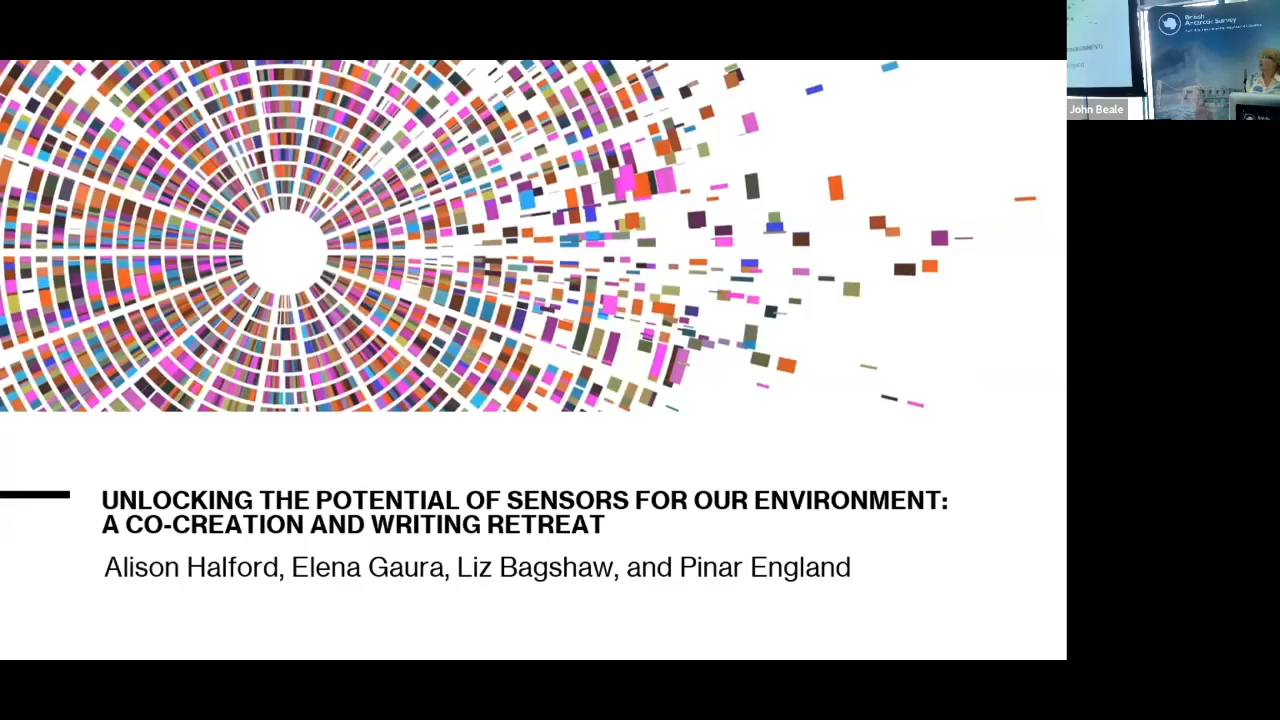 British
Antarctic Survey
John Beale
UNLOCKING THE POTENTIAL OF SENSORS FOR OUR ENVIRONMENT:
A CO-CREATION AND WRITING RETREAT
Alison Halford, Elena Gaura, Liz Bagshaw, and Pinar England